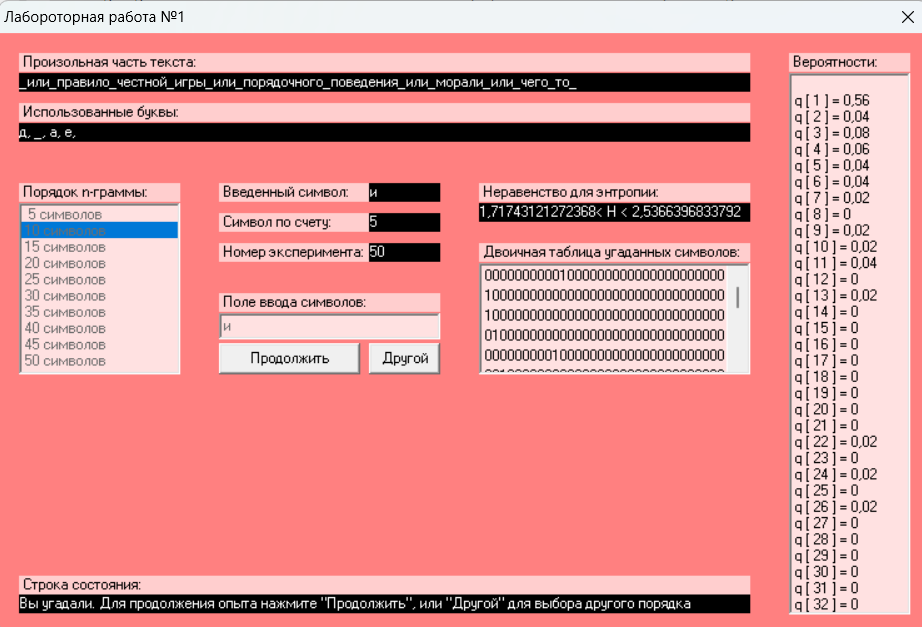 Лабороторная работа №1
Произольная часть текста:
_или_правило_честной_игры_или_порядочного_поведения_или_морали_или_чего_то_
Использованные буквы:
д, _, а, е,
Порядок n-граммы:
5 символов
10 символов
15 символов
20 символов
25 символов
30 символов
35 символов
40 символов
45 символов
50 символов
Введенный символ: и
Символ по счету: 5
Номер эксперимента: 50
Поле ввода символов:
и
Продолжить
Другой
Неравенство для энтропии:
1,71743121272368< H < 2,5366396833792
Двоичная таблица угаданных символов:
00000000001000000000000000000000
10000000000000000000000000000000
10000000000000000000000000000000
01000000000000000000000000000000
00000000010000000000000000000000
Вероятности:
q [ 1 ] = 0,56
q [ 2 ] = 0,04
q [ 3 ] = 0,08
q [ 4 ] = 0,06
q [ 5 ] = 0,04
q [ 6 ] = 0,04
q [ 7 ] = 0,02
q [ 8 ] = 0
q [ 9 ] = 0,02
q [ 10 ] = 0,02
q [ 11 ] = 0,04
q [ 12 ] = 0
q [ 13 ] = 0,02
q [ 14 ] = 0
q [ 15 ] = 0
q [ 16 ] = 0
q [ 17 ] = 0
q [ 18 ] = 0
q [ 19 ] = 0
q [ 20 ] = 0
q [ 21 ] = 0
q [ 22 ] = 0,02
q [ 23 ] = 0
q [ 24 ] = 0,02
q [ 25 ] = 0
q [ 26 ] = 0,02
q [ 27 ] = 0
q [ 28 ] = 0
q [ 29 ] = 0
q [ 30 ] = 0
q [ 31 ] = 0
q [ 32 ] = 0
Строка состояния:
Вы угадали. Для продолжения опыта нажмите "Продолжить", или "Другой" для выбора другого порядка